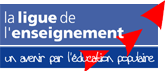 la ligue de
l'enseignement
un avenir par l'éducation populaire